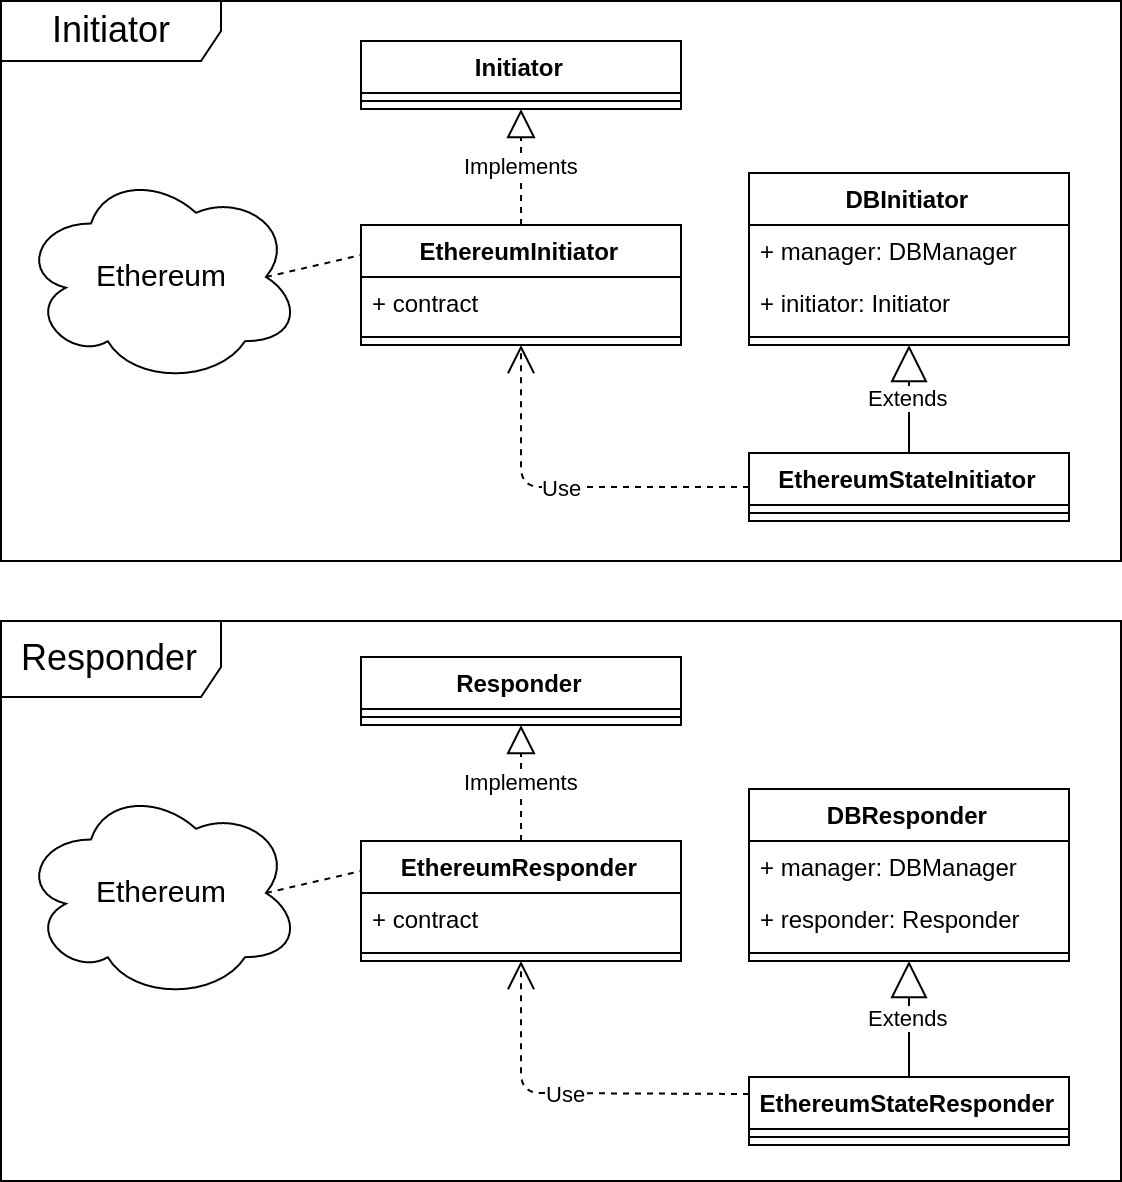 Initiator
Initiator
Implements
Ethereum
EthereumInitiator
+ contract
DBInitiator
+ manager: DBManager
+ initiator: Initiator
Extends
Use
EthereumStateInitiator
Responder
Responder
Implements
Ethereum
EthereumResponder
+ contract
DBResponder
+ manager: DBManager
+ responder: Responder
Extends
Use
EthereumStateResponder